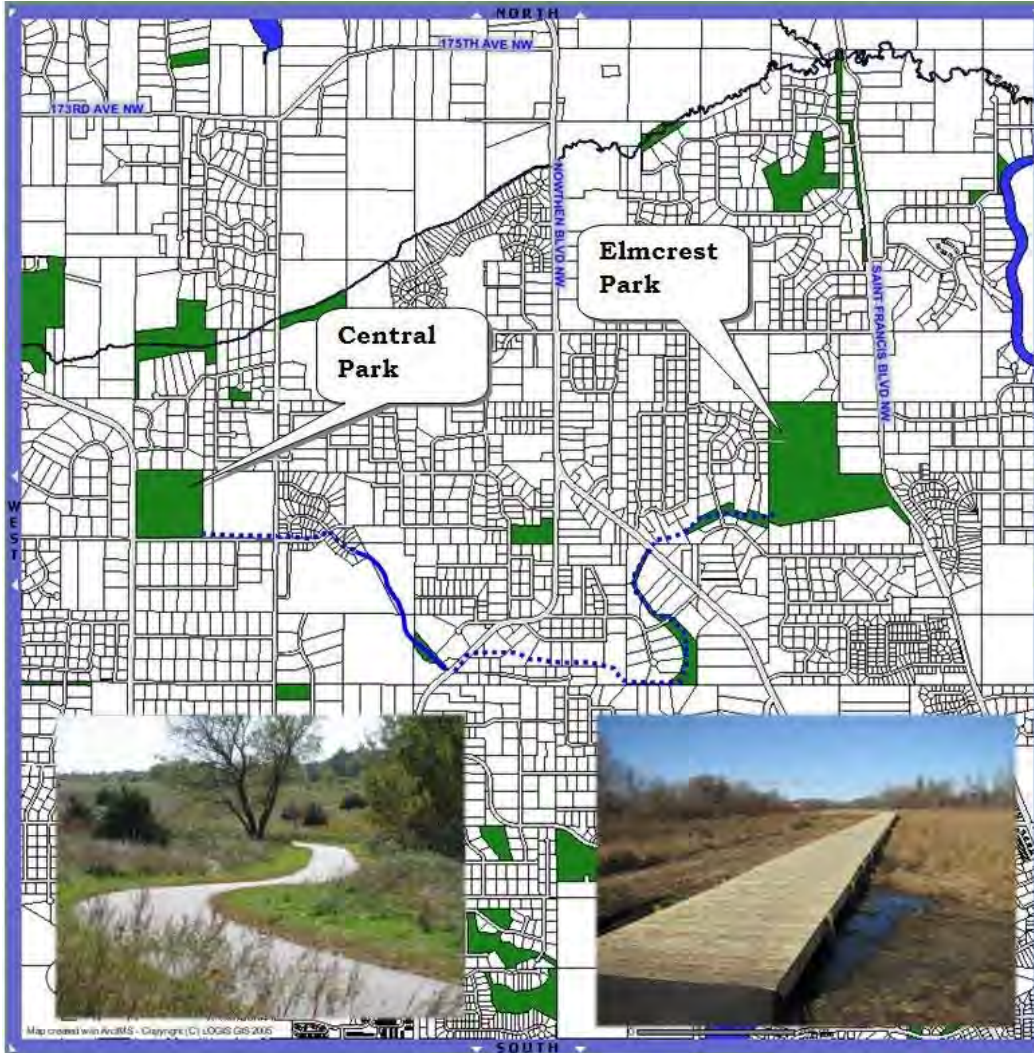 NORTH
175TH AVE NW
173RD AVE NW
NOWTHEN BLVD NW
Elmcrest
Park
SAINT FRANCIS BLVD NW
Central
Park
WEST
Map created with ArcIMS - Copyright (C) LOGIS GIS 2005
SOUTH